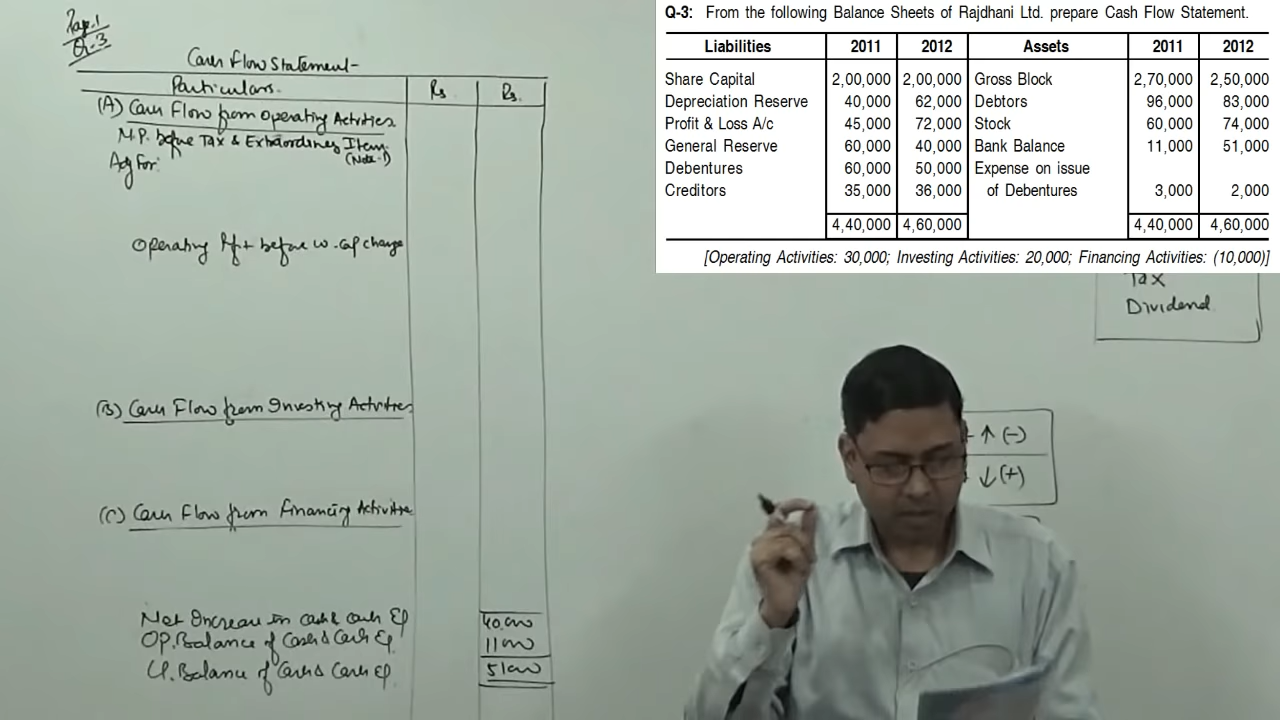 Page.1
Q.3
Cash Flow Statement-
Particulars. Rs. Rs.
(A) Cash Flow from Operating Activities
N.P. before Tax & Extraordinary Item
(Note-1)
Adj For:
Operating Pft before w.cap change
(B) Cash Flow from Investing Activities
(C) Cash Flow from Financing Activities
Net Increase in Cash & Cash Eq 40,000
OP. Balance of Cash & Cash Eq. 11000
Cl. Balance of Cash & Cash Eq. 51000
Q-3: From the following Balance Sheets of Rajdhani Ltd. prepare Cash Flow Statement.
Liabilities 2011 2012 Assets 2011 2012
Share Capital 2,00,000 2,00,000 Gross Block 2,70,000 2,50,000
Depreciation Reserve 40,000 62,000 Debtors 96,000 83,000
Profit & Loss A/c 45,000 72,000 Stock 60,000 74,000
General Reserve 60,000 40,000 Bank Balance 11,000 51,000
Debentures 60,000 50,000 Expense on issue
Creditors 35,000 36,000 of Debentures 3,000 2,000
4,40,000 4,60,000 4,40,000 4,60,000
[Operating Activities: 30,000; Investing Activities: 20,000; Financing Activities: (10,000)]
Tax
Dividend
↑ (-)
↓ (+)